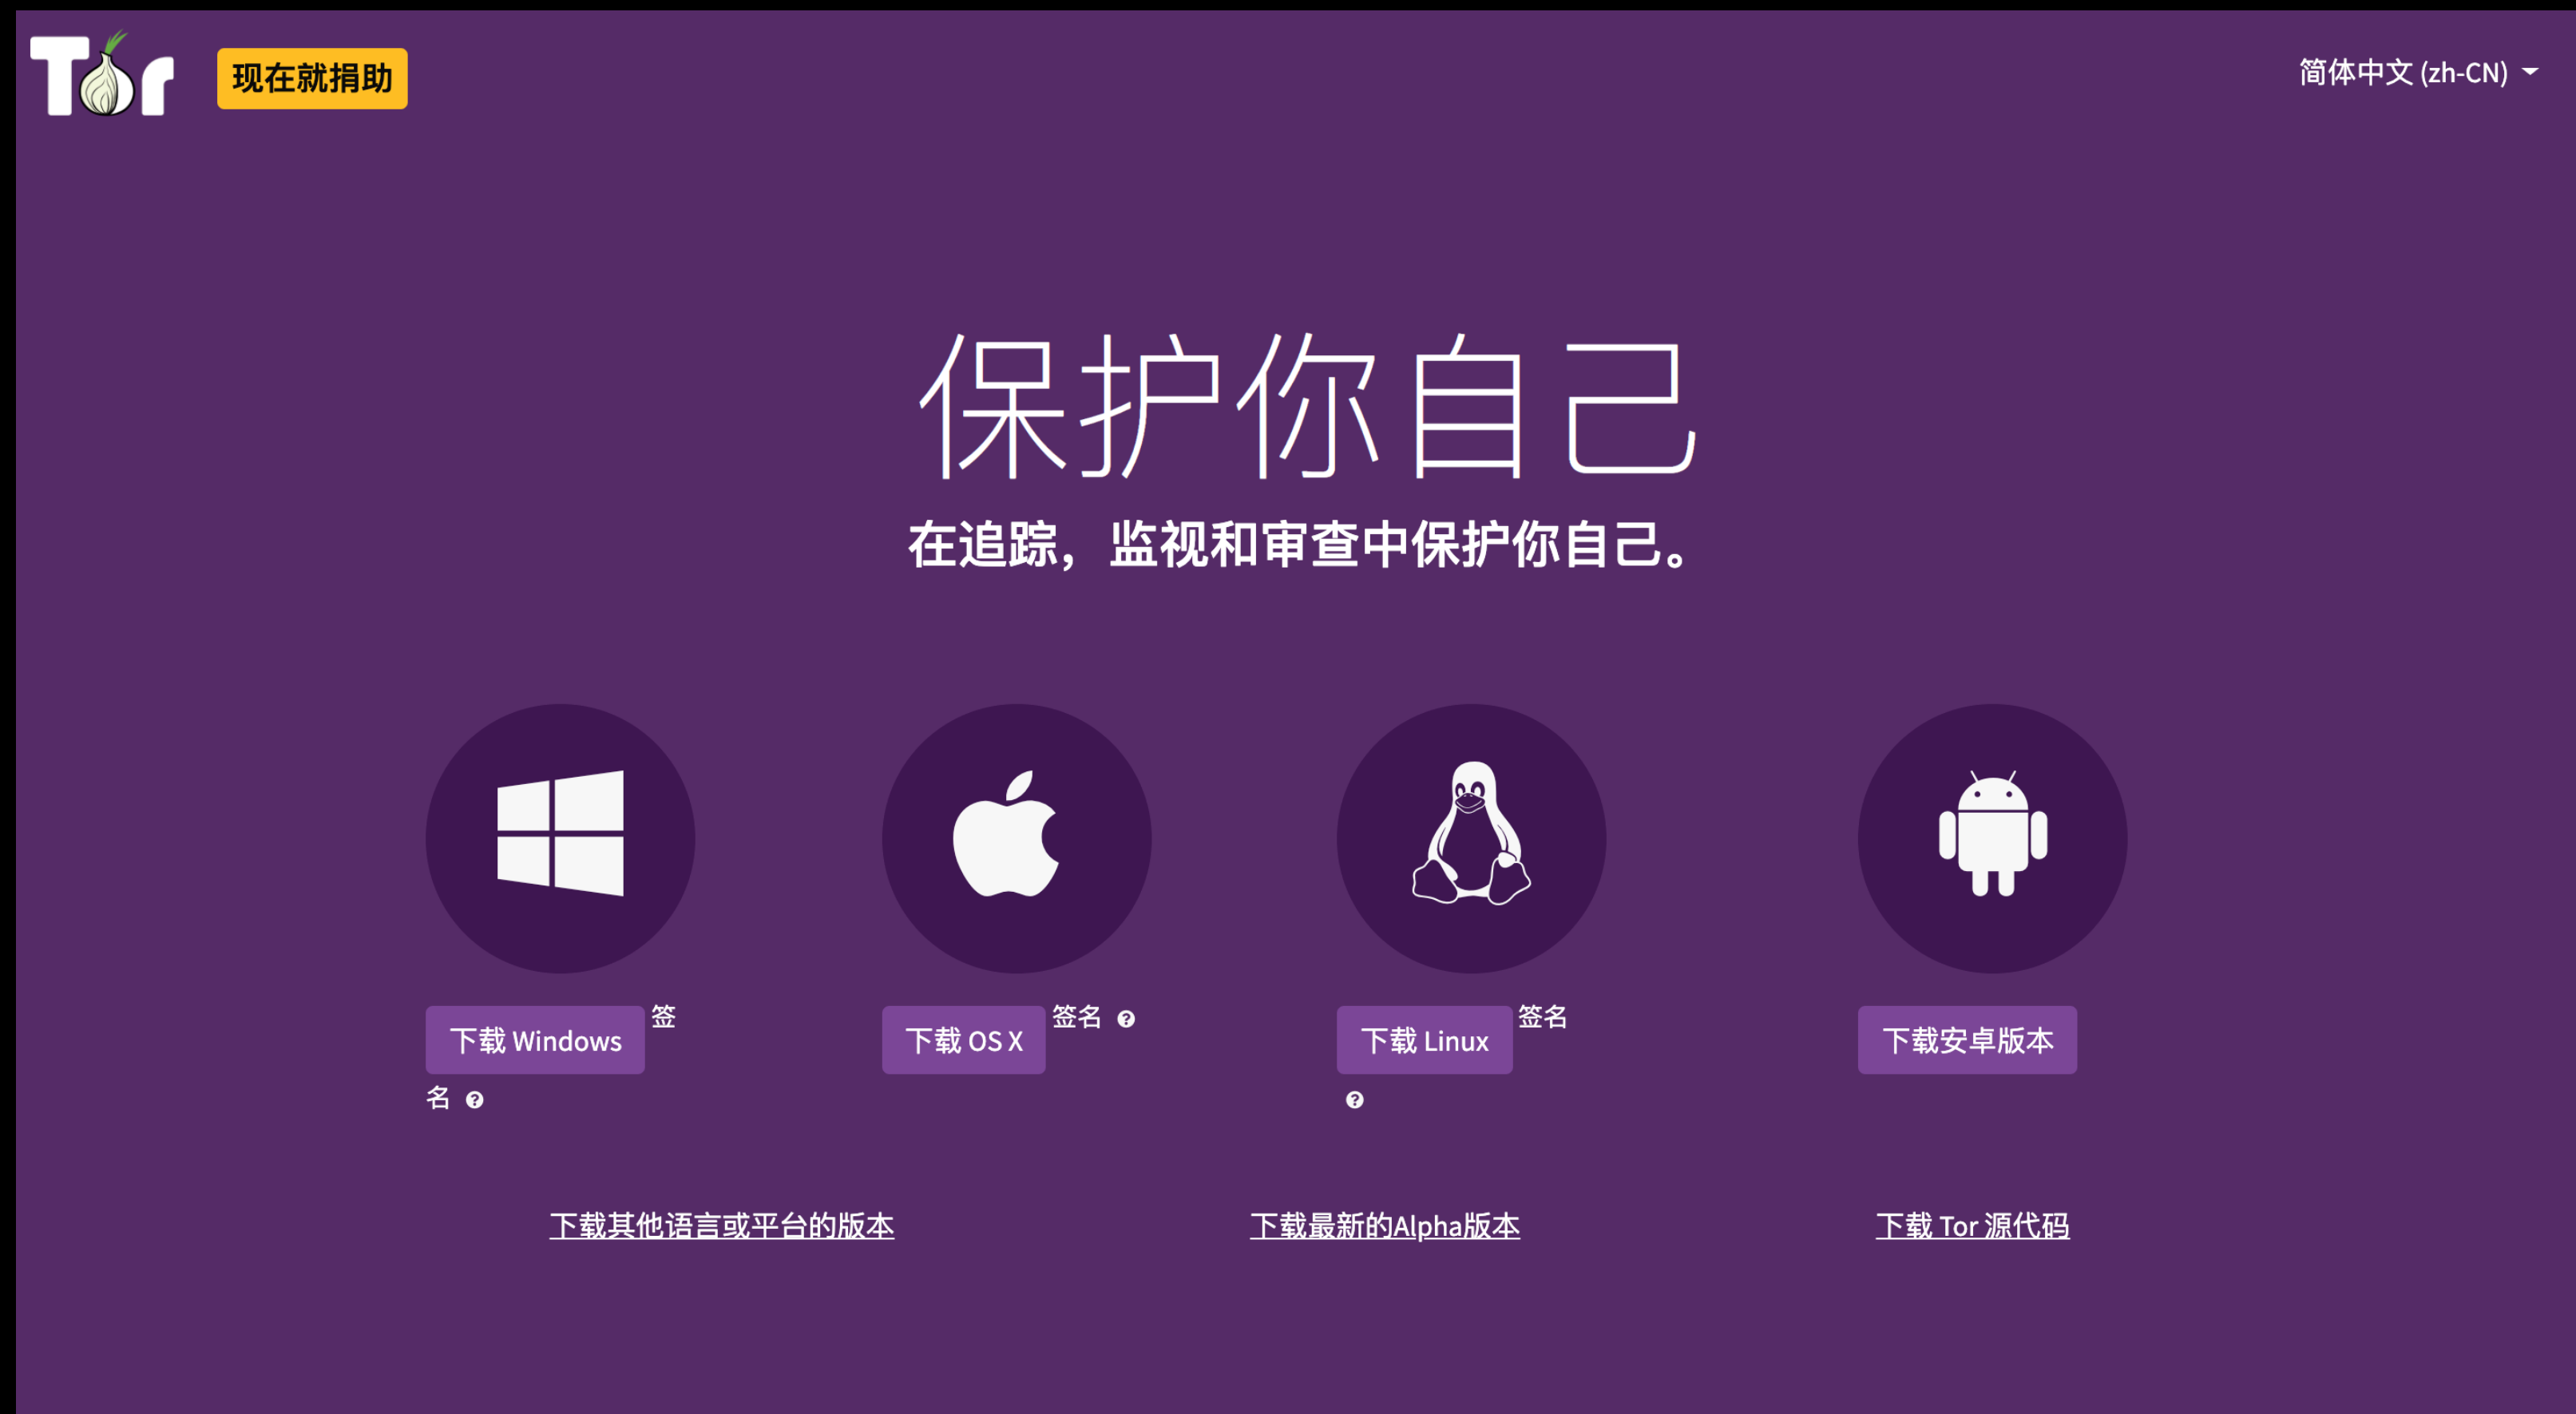 Tor
现在就捐助
简体中文 (zh-CN)
保护你自己
在追踪，监视和审查中保护你自己。
下载 Windows 签
名
下载 OS X 签名
下载 Linux 签名
下载安卓版本
下载其他语言或平台的版本
下载最新的Alpha版本
下载 Tor 源代码